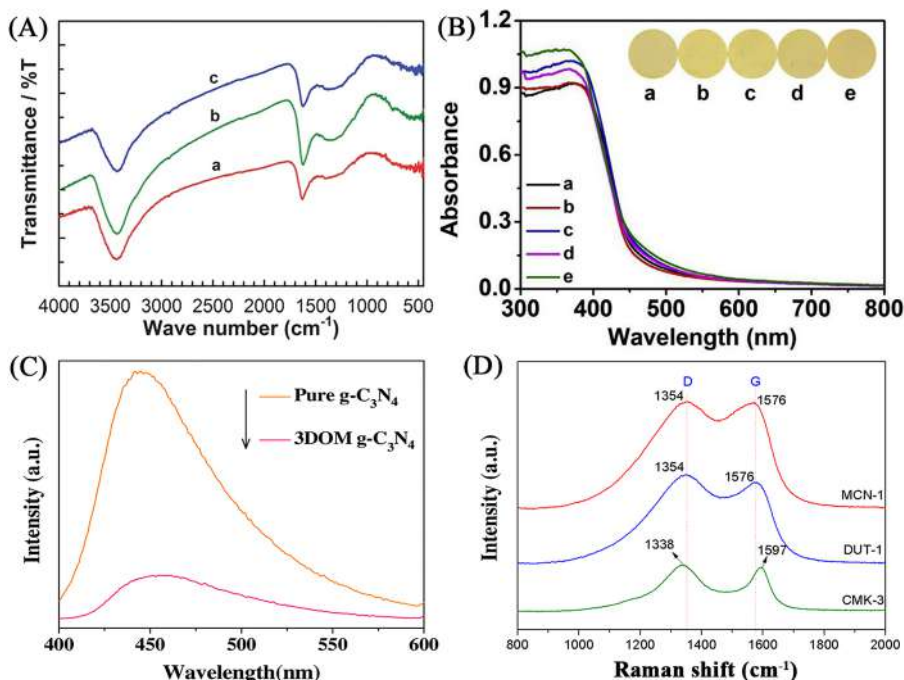 (A)
Transmittance / %T
c
b
a
4000 3500 3000 2500 2000 1500 1000 500
Wave number (cm⁻¹)
(B)
Absorbance
1.2
0.9
0.6
0.3
0.0
a b c d e
a
b
c
d
e
300 400 500 600 700 800
Wavelength (nm)
(C)
Intensity (a.u.)
Pure g-C₃N₄
3DOM g-C₃N₄
400 450 500 550 600
Wavelength(nm)
(D)
Intensity (a.u.)
D G
1354 1576
MCN-1
1354 1576
DUT-1
1338 1597
CMK-3
800 1000 1200 1400 1600 1800 2000
Raman shift (cm⁻¹)